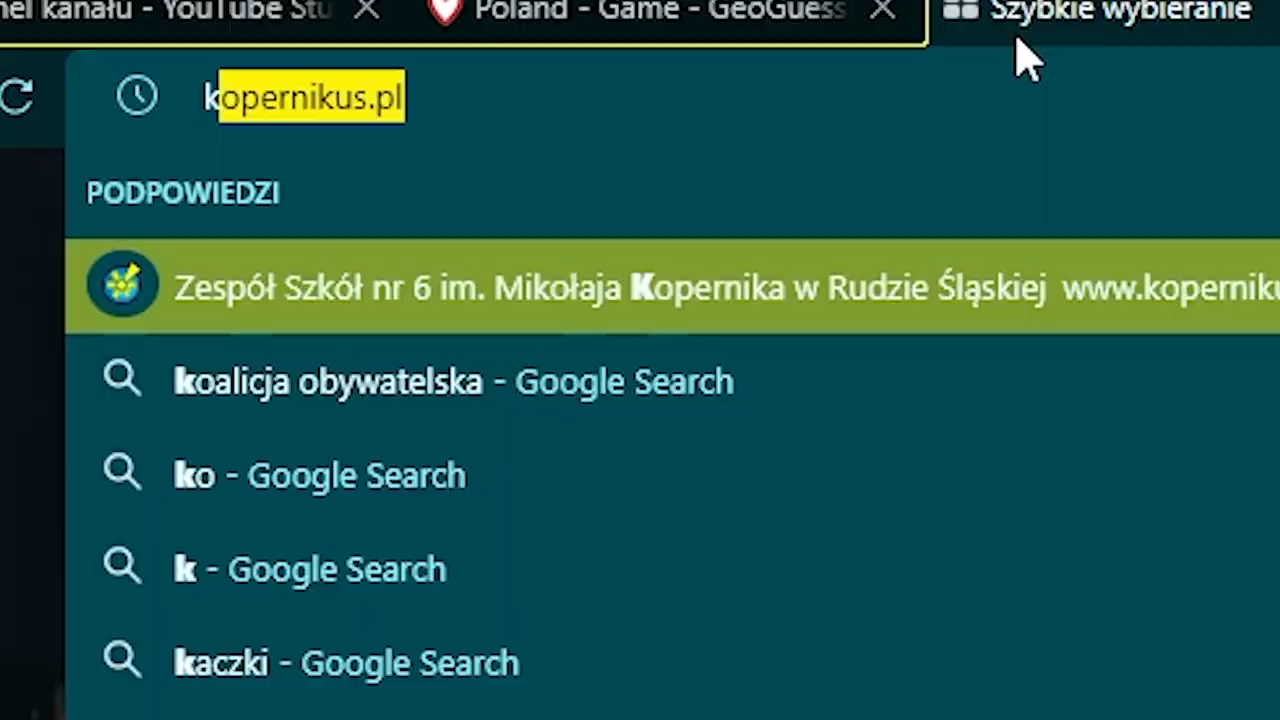 kanału - YouTube Stu
Poland - Game - GeoGuess
Szybkie wybieranie
kopernikus.pl
PODPOWIEDZI
Zespół Szkół nr 6 im. Mikołaja Kopernika w Rudzie Śląskiej www.koperniku
koalicja obywatelska - Google Search
ko - Google Search
k - Google Search
kaczki - Google Search